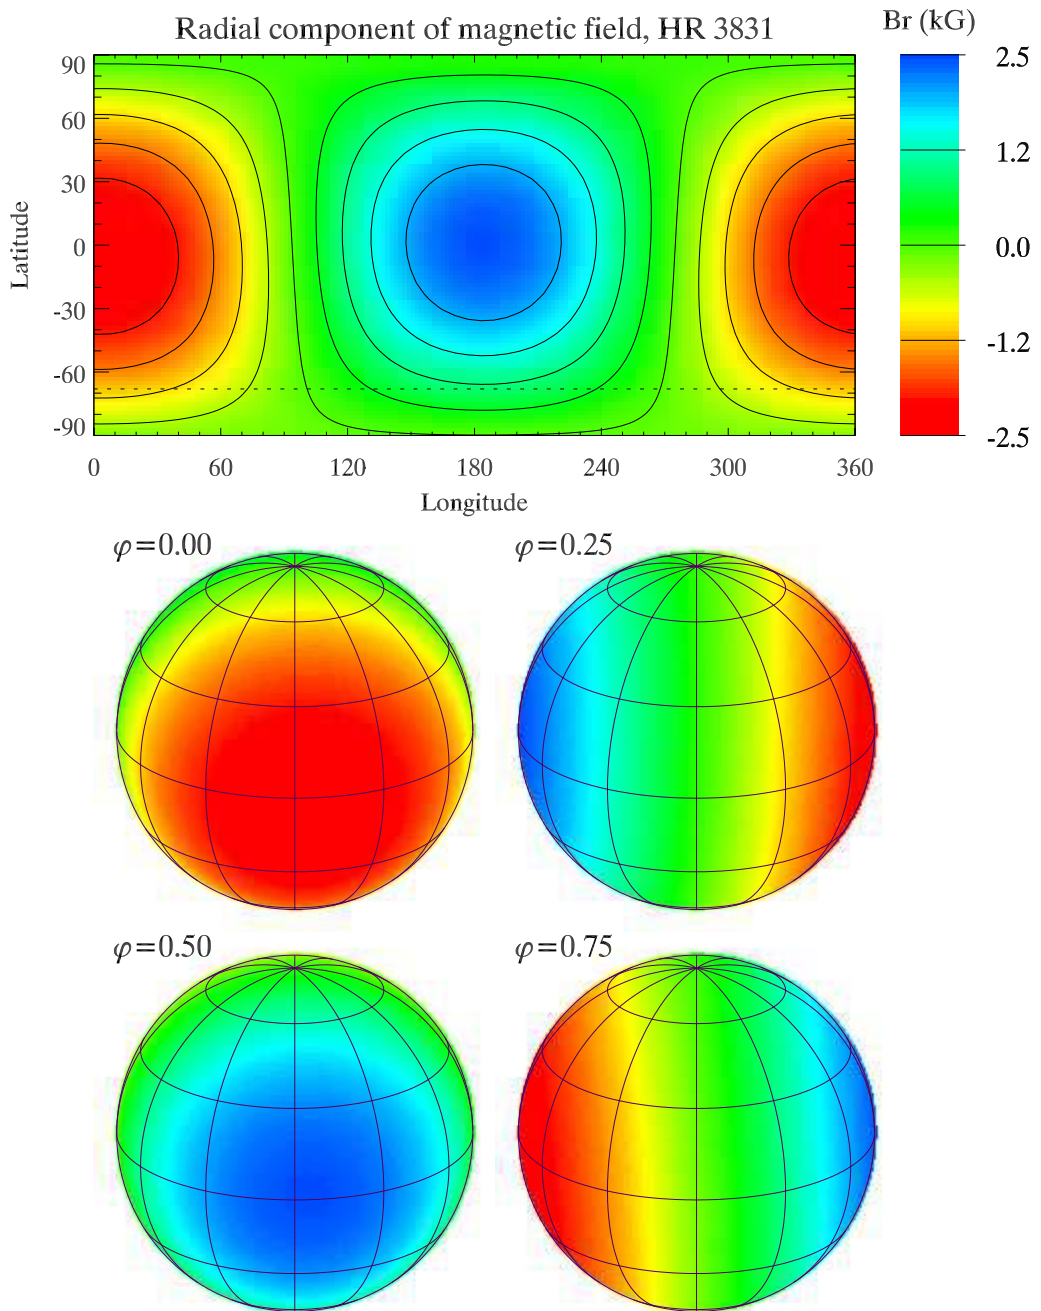 Radial component of magnetic field, HR 3831
Br (kG)
90
60
30
0
-30
-60
-90
Latitude
0
60
120
180
240
300
360
Longitude
2.5
1.2
0.0
-1.2
-2.5
φ=0.00
φ=0.25
φ=0.50
φ=0.75